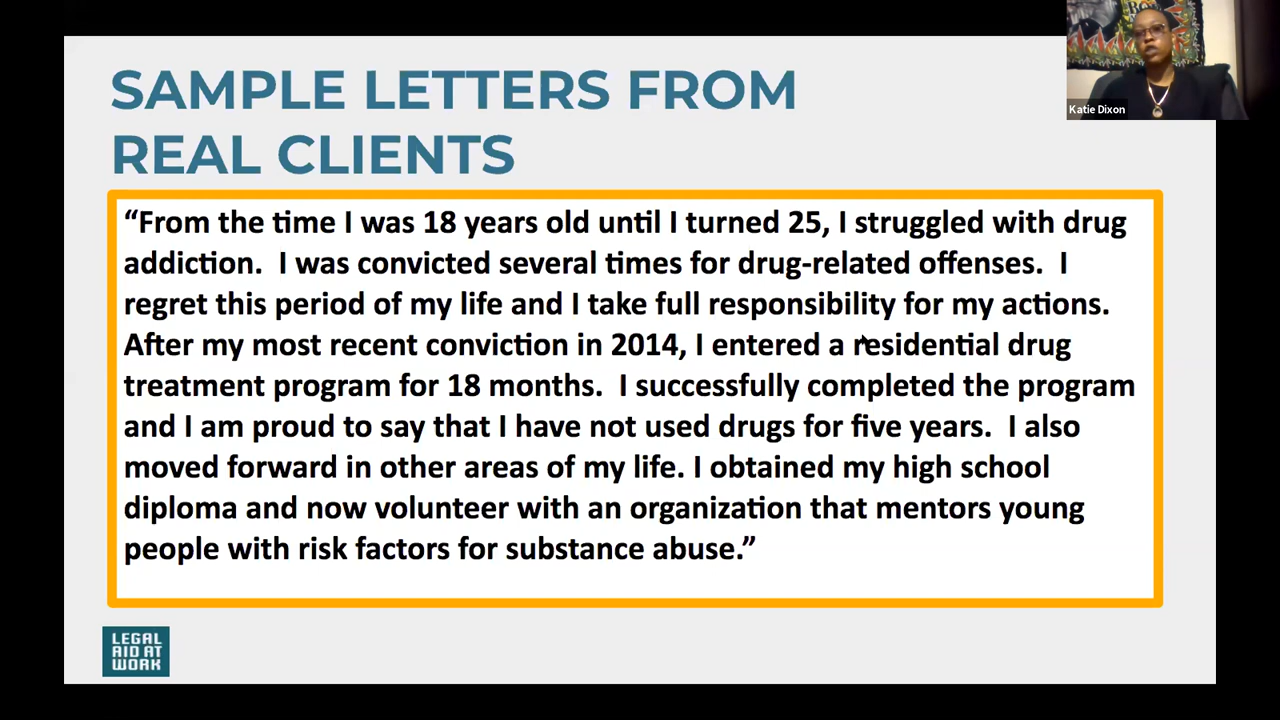 SAMPLE LETTERS FROM
REAL CLIENTS
“From the time I was 18 years old until I turned 25, I struggled with drug
addiction.  I was convicted several times for drug-related offenses.  I
regret this period of my life and I take full responsibility for my actions.
After my most recent conviction in 2014, I entered a residential drug
treatment program for 18 months.  I successfully completed the program
and I am proud to say that I have not used drugs for five years.  I also
moved forward in other areas of my life. I obtained my high school
diploma and now volunteer with an organization that mentors young
people with risk factors for substance abuse.”
LEGAL
AID AT
WORK
Katie Dixon